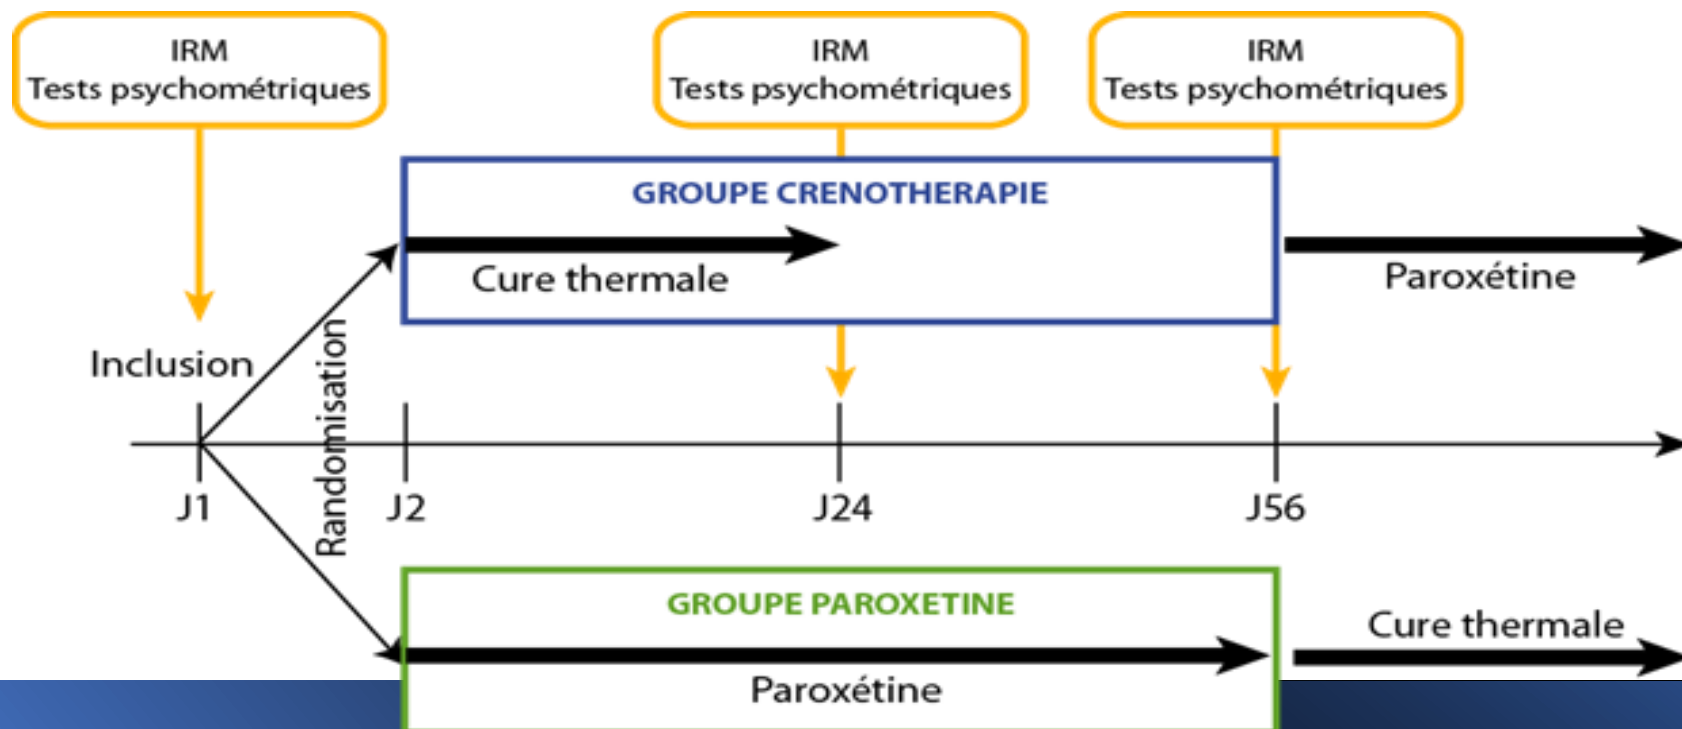 IRM
Tests psychométriques
IRM
Tests psychométriques
IRM
Tests psychométriques
GROUPE CRENOTHERAPIE
Cure thermale
Paroxétine
Inclusion
Randomisation
J1
J2
J24
J56
GROUPE PAROXETINE
Cure thermale
Paroxétine